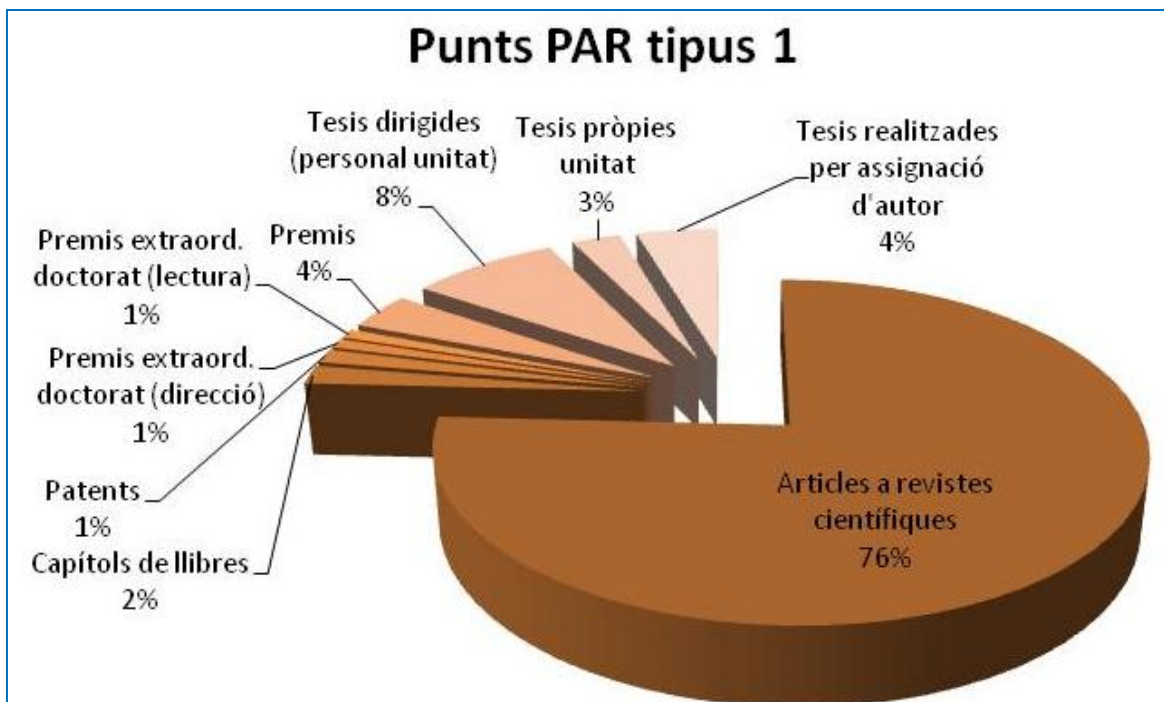 Punts PAR tipus 1
Tesis dirigides
(personal unitat)
8%
Tesis pròpies
unitat
3%
Tesis realitzades
per assignació
d'autor
4%
Premis extraord.
doctorat (lectura)
1%
Premis
4%
Premis extraord.
doctorat (direcció)
1%
Patents
1%
Capítols de llibres
2%
Articles a revistes
científiques
76%